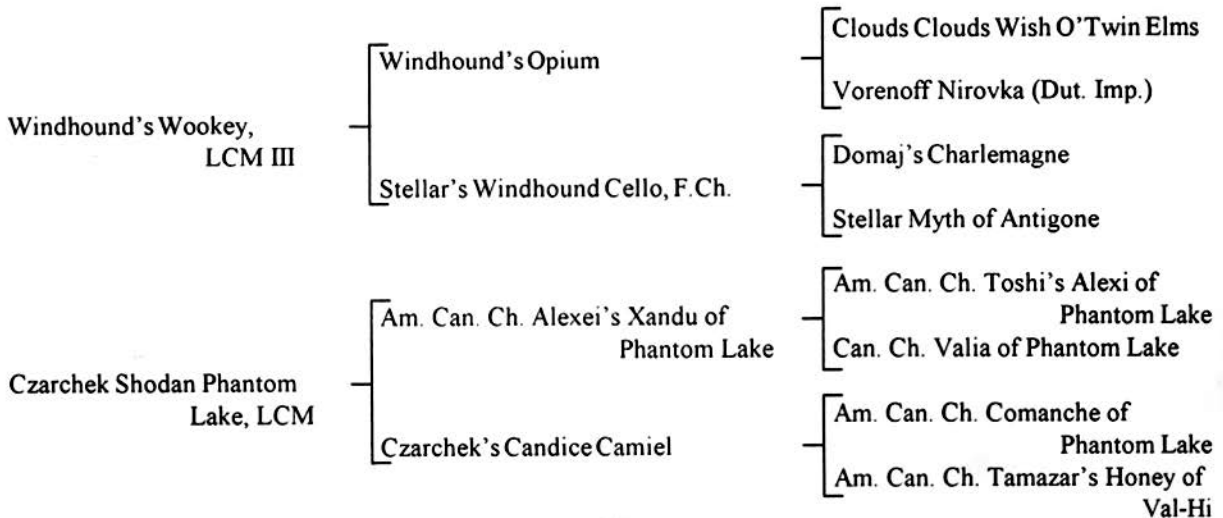 Windhound's Wookey,
LCM III
Windhound's Opium
Stellar's Windhound Cello, F.Ch.
Clouds Clouds Wish O'Twin Elms
Vorenoff Nirovka (Dut. Imp.)
Domaj's Charlemagne
Stellar Myth of Antigone
Czarchek Shodan Phantom
Lake, LCM
Am. Can. Ch. Alexei's Xandu of
Phantom Lake
Czarchek's Candice Camiel
Am. Can. Ch. Toshi's Alexi of
Phantom Lake
Can. Ch. Valia of Phantom Lake
Am. Can. Ch. Comanche of
Phantom Lake
Am. Can. Ch. Tamazar's Honey of
Val-Hi